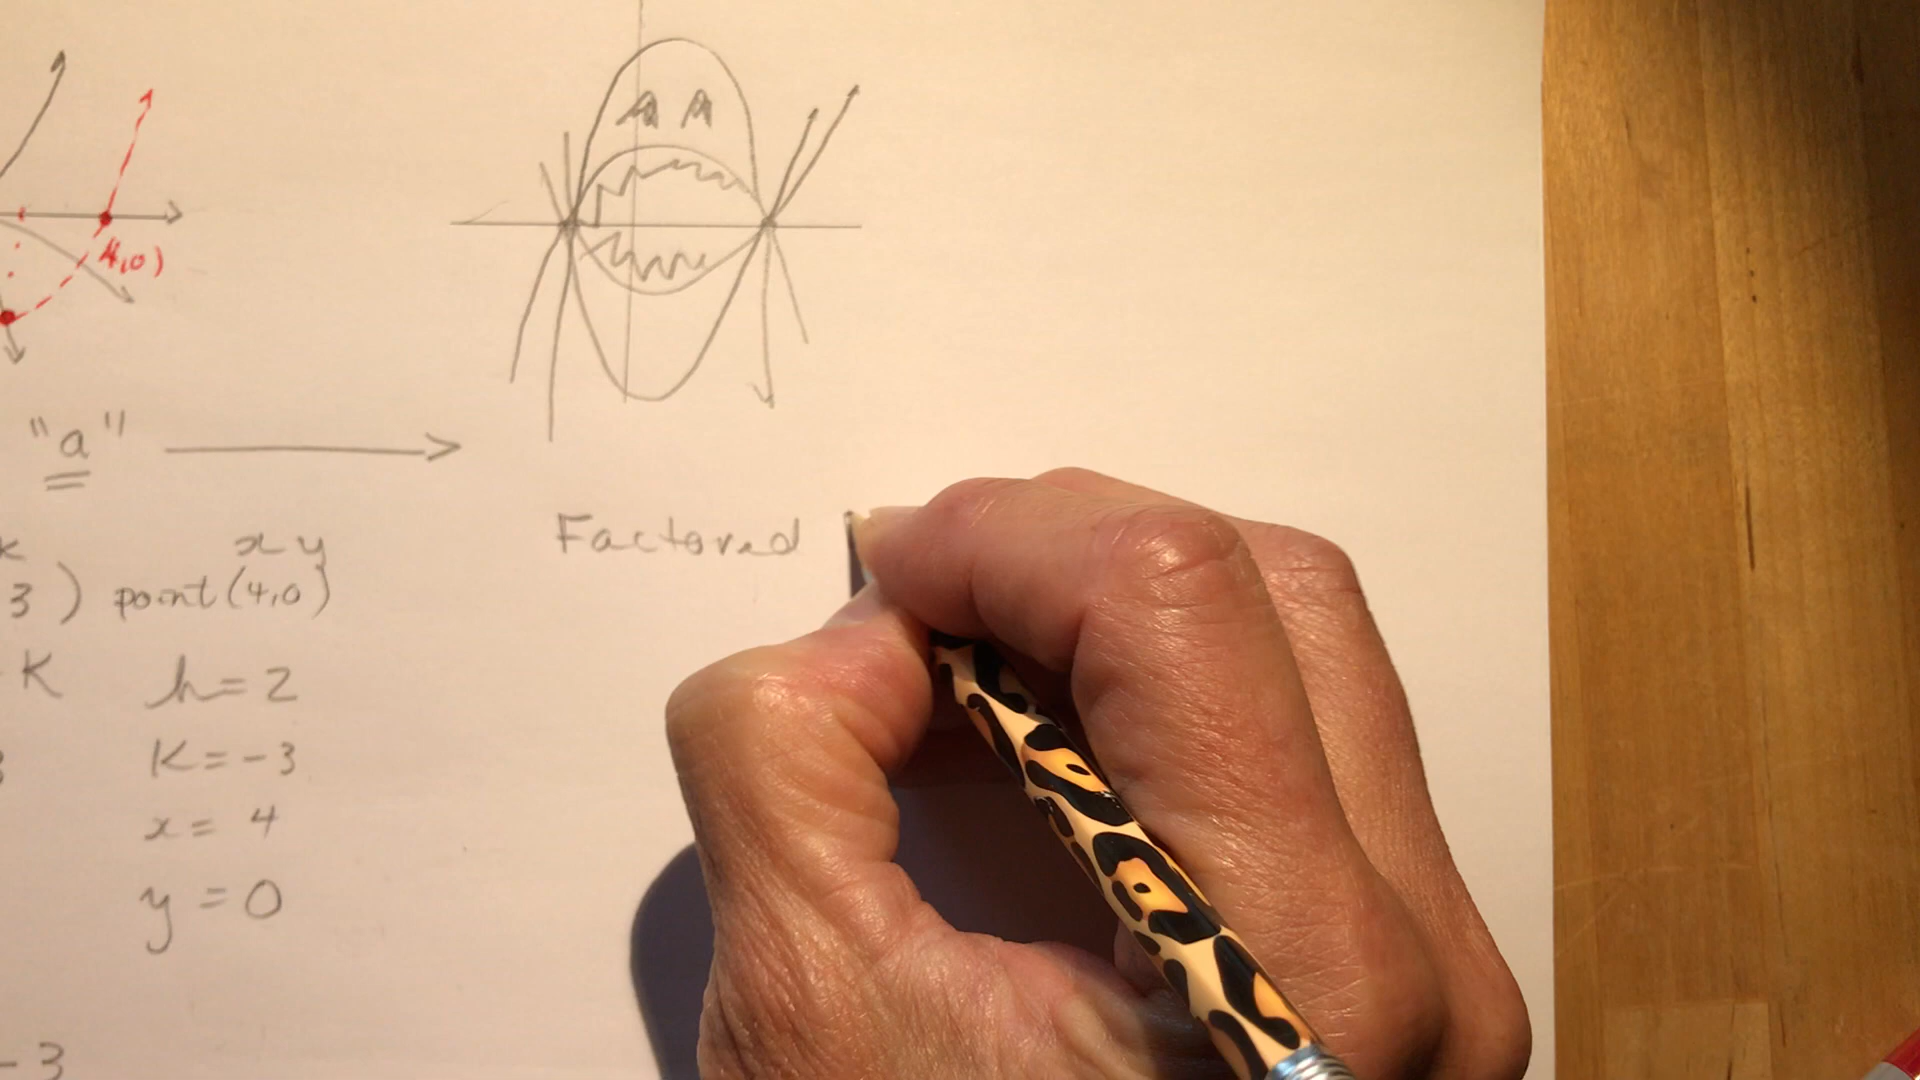 4,0)
"a"
x y
3) point (4,0)
Factored
K
h = 2
K = -3
x = 4
y = 0
-3